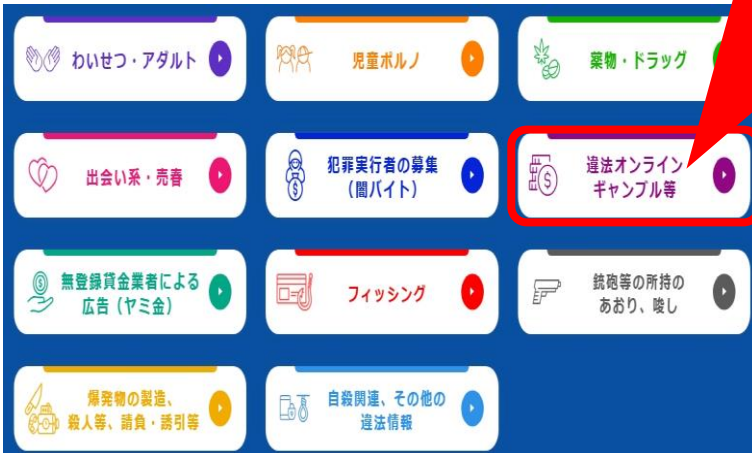 わいせつ・アダルト
児童ポルノ
薬物・ドラッグ
出会い系・売春
犯罪実行者の募集
（闇バイト）
違法オンライン
ギャンブル等
無登録貸金業者による
広告（ヤミ金）
フィッシング
銃砲等の所持の
あおり、唆し
爆発物の製造、
殺人等、請負・誘引等
自殺関連、その他の
違法情報